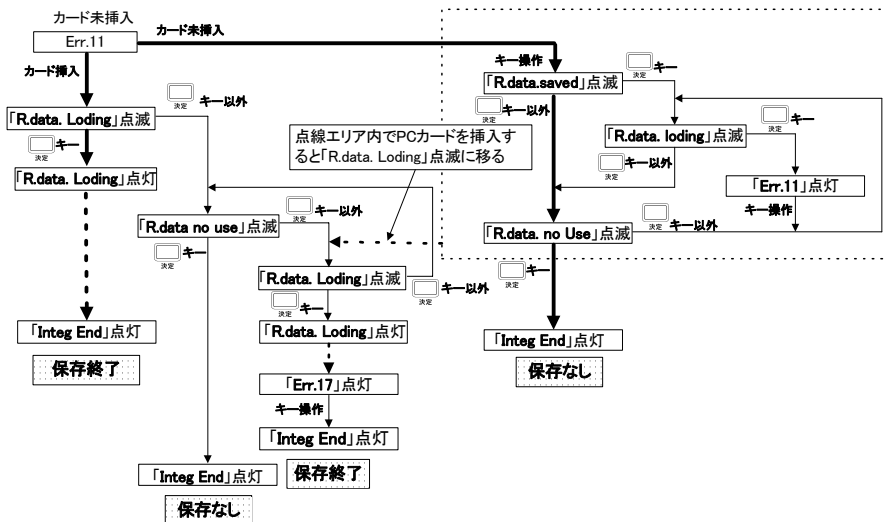 カード未挿入
Err.11
カード未挿入
カード挿入
キー操作
決定
キー以外
「R.data. Loding」点滅
決定
キー
「R.data. Loding」点灯
「R.data.saved」点滅
決定
キー
決定
キー以外
「R.data. loding」点滅
決定
キー
決定
キー以外
「Err.11」点灯
キー操作
点線エリア内でPCカードを挿入す
ると「R.data. Loding」点滅に移る
「R.data no use」点滅
決定
キー以外
決定
キー
「R.data. no Use」点滅
決定
キー以外
決定
キー
「R.data. Loding」点滅
決定
キー以外
決定
キー
「R.data. Loding」点灯
「Integ End」点灯
保存終了
「Err.17」点灯
キー操作
「Integ End」点灯
保存終了
「Integ End」点灯
保存なし
「Integ End」点灯
保存なし